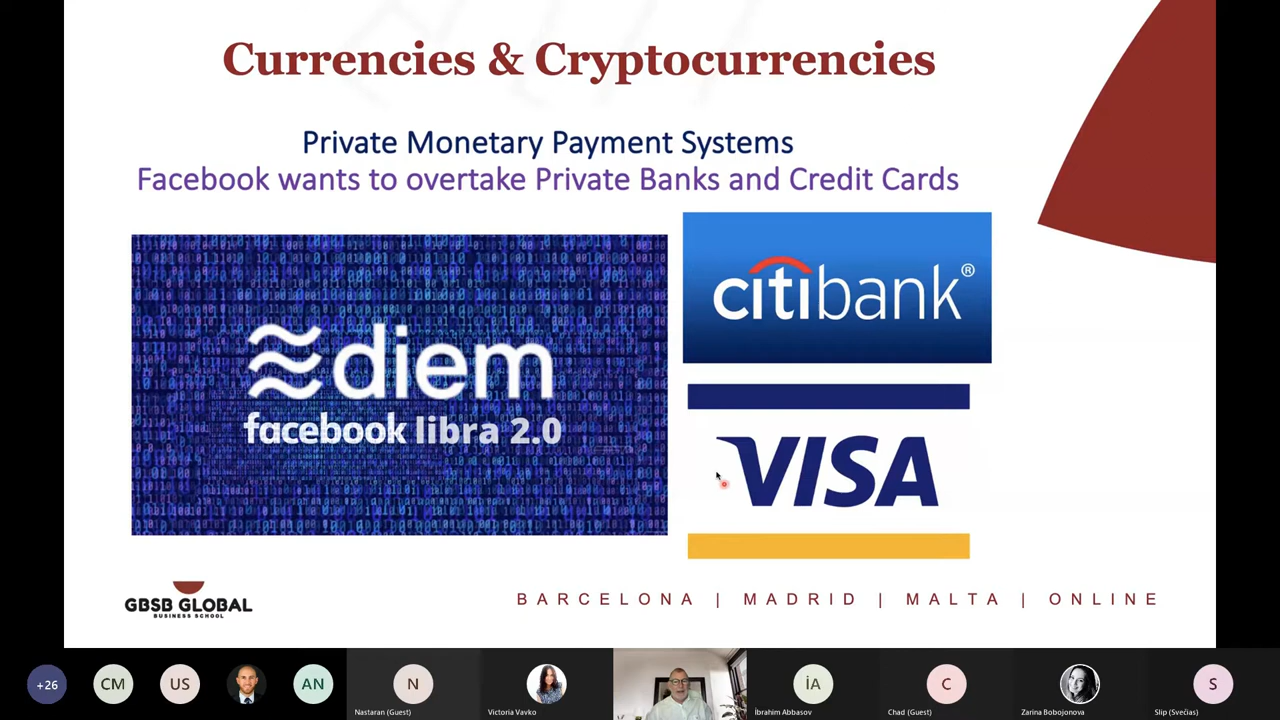 Currencies & Cryptocurrencies
Private Monetary Payment Systems
Facebook wants to overtake Private Banks and Credit Cards
citibank®
diem
facebook libra 2.0
VISA
GBSB GLOBAL
BUSINESS SCHOOL
BARCELONA | MADRID | MALTA | ONLINE
+26
CM
US
AN
N
İA
C
S
Nastaran (Guest)
Victoria Vavko
İbrahim Abbasov
Chad (Guest)
Zarina Bobojonova
Slip (Svečias)